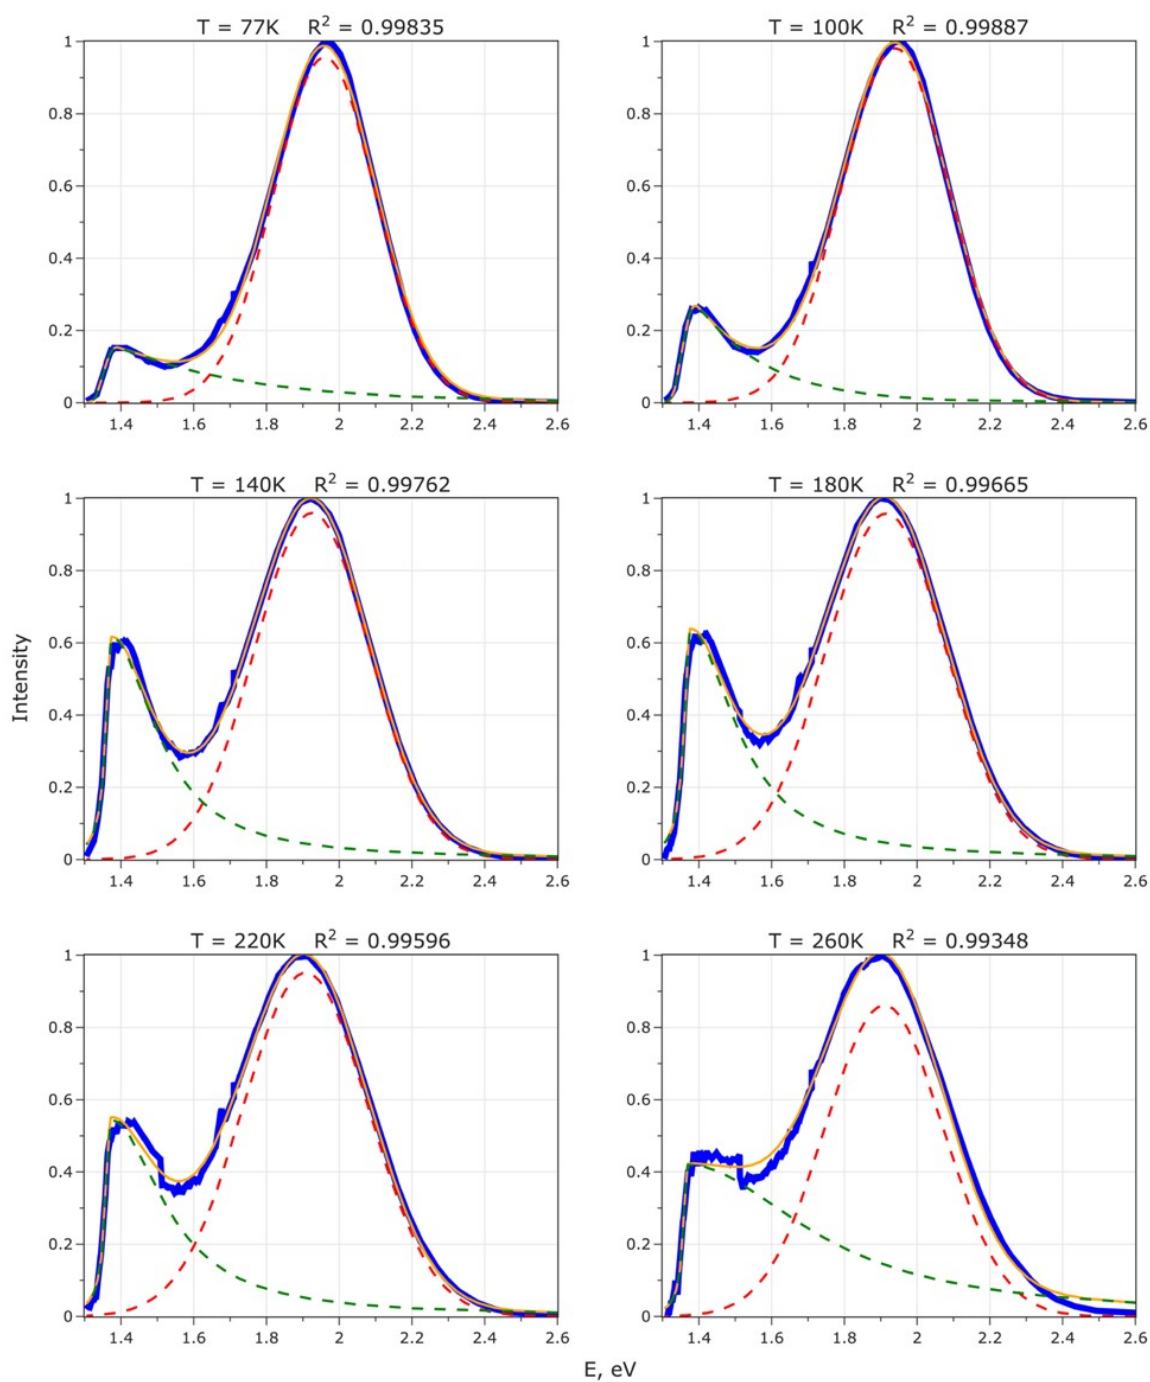 T = 77K R² = 0.99835
T = 100K R² = 0.99887
1
0.8
0.6
0.4
0.2
0
1.4 1.6 1.8 2 2.2 2.4 2.6
1
0.8
0.6
0.4
0.2
0
1.4 1.6 1.8 2 2.2 2.4 2.6
T = 140K R² = 0.99762
T = 180K R² = 0.99665
Intensity
1
0.8
0.6
0.4
0.2
0
1.4 1.6 1.8 2 2.2 2.4 2.6
1
0.8
0.6
0.4
0.2
0
1.4 1.6 1.8 2 2.2 2.4 2.6
T = 220K R² = 0.99596
T = 260K R² = 0.99348
1
0.8
0.6
0.4
0.2
0
1.4 1.6 1.8 2 2.2 2.4 2.6
1
0.8
0.6
0.4
0.2
0
1.4 1.6 1.8 2 2.2 2.4 2.6
E, eV